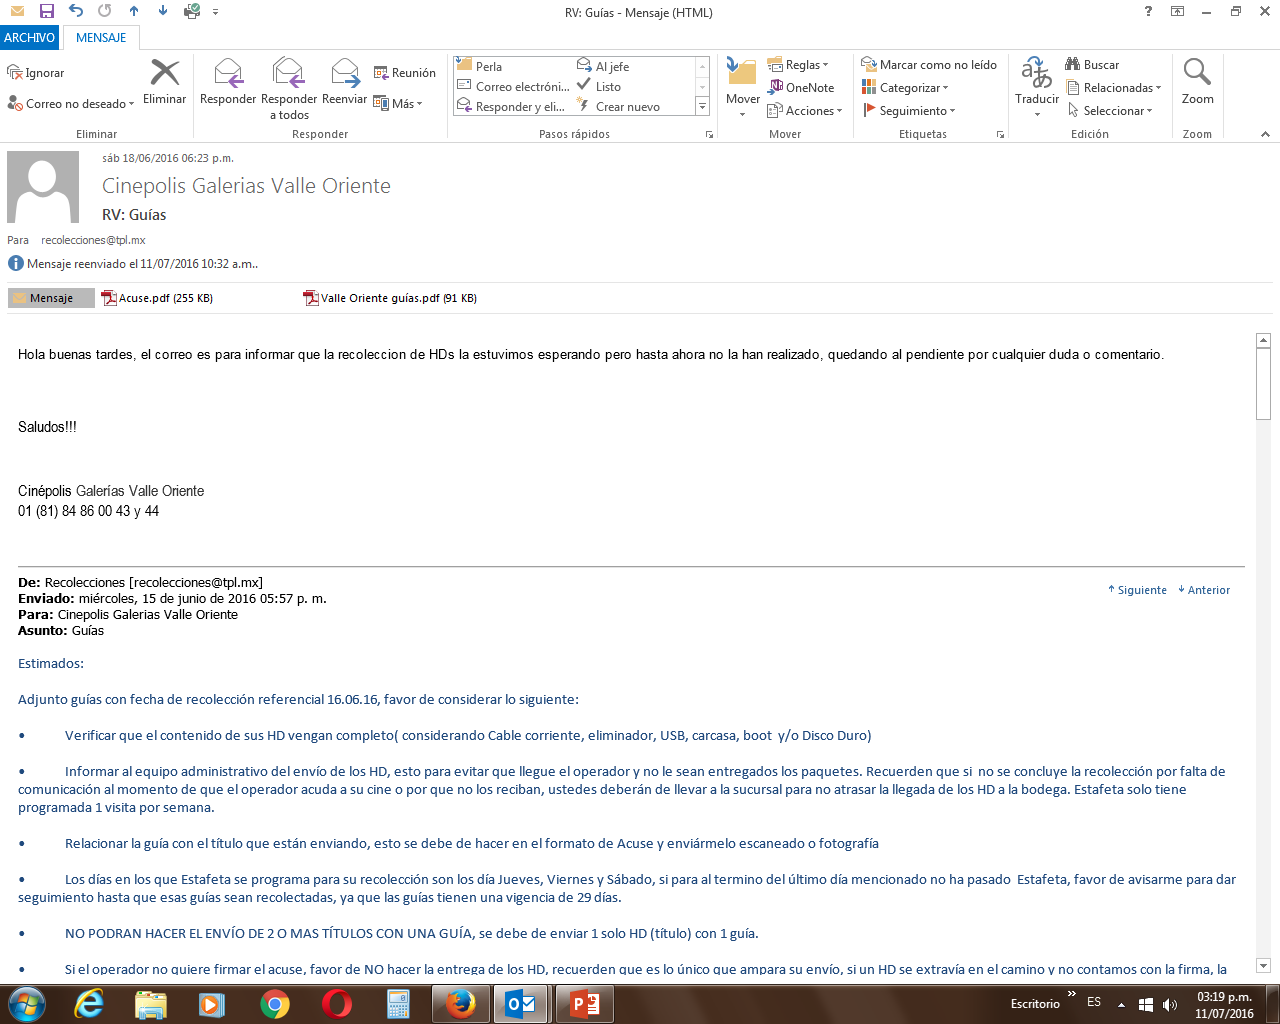 RV: Guías - Mensaje (HTML)
ARCHIVO
MENSAJE
Ignorar
Correo no deseado
Eliminar
Eliminar
Responder
Responder a todos
Reenviar
Reunión
Más
Responder
Perla
Correo electróni...
Responder y eli...
Al jefe
Listo
Crear nuevo
Pasos rápidos
Mover
Reglas
OneNote
Acciones
Mover
Marcar como no leído
Categorizar
Seguimiento
Etiquetas
Traducir
Buscar
Relacionadas
Seleccionar
Edición
Zoom
Zoom
sáb 18/06/2016 06:23 p.m.
Cinepolis Galerias Valle Oriente
RV: Guías
Para recolecciones@tpl.mx
Mensaje reenviado el 11/07/2016 10:32 a.m..
Mensaje
Acuse.pdf (255 KB)
Valle Oriente guías.pdf (91 KB)
Hola buenas tardes, el correo es para informar que la recoleccion de HDs la estuvimos esperando pero hasta ahora no la han realizado, quedando al pendiente por cualquier duda o comentario.
Saludos!!!
Cinépolis Galerías Valle Oriente
01 (81) 84 86 00 43 y 44
De: Recolecciones [recolecciones@tpl.mx]
Siguiente Anterior
Enviado: miércoles, 15 de junio de 2016 05:57 p. m.
Para: Cinepolis Galerias Valle Oriente
Asunto: Guías
Estimados:
Adjunto guías con fecha de recolección referencial 16.06.16, favor de considerar lo siguiente:
• Verificar que el contenido de sus HD vengan completo( considerando Cable corriente, eliminador, USB, carcasa, boot y/o Disco Duro)
• Informar al equipo administrativo del envío de los HD, esto para evitar que llegue el operador y no le sean entregados los paquetes. Recuerden que si no se concluye la recolección por falta de
comunicación al momento de que el operador acuda a su cine o por que no los reciban, ustedes deberán de llevar a la sucursal para no atrasar la llegada de los HD a la bodega. Estafeta solo tiene
programada 1 visita por semana.
• Relacionar la guía con el título que están enviando, esto se debe de hacer en el formato de Acuse y enviármelo escaneado o fotografía
• Los días en los que Estafeta se programa para su recolección son los día Jueves, Viernes y Sábado, si para al termino del último día mencionado no ha pasado Estafeta, favor de avisarme para dar
seguimiento hasta que esas guías sean recolectadas, ya que las guías tienen una vigencia de 29 días.
• NO PODRAN HACER EL ENVÍO DE 2 O MAS TÍTULOS CON UNA GUÍA, se debe de enviar 1 solo HD (título) con 1 guía.
• Si el operador no quiere firmar el acuse, favor de NO hacer la entrega de los HD, recuerden que es lo único que ampara su envío, si un HD se extravía en el camino y no contamos con la firma, la
Escritorio
ES
03:19 p.m.
11/07/2016